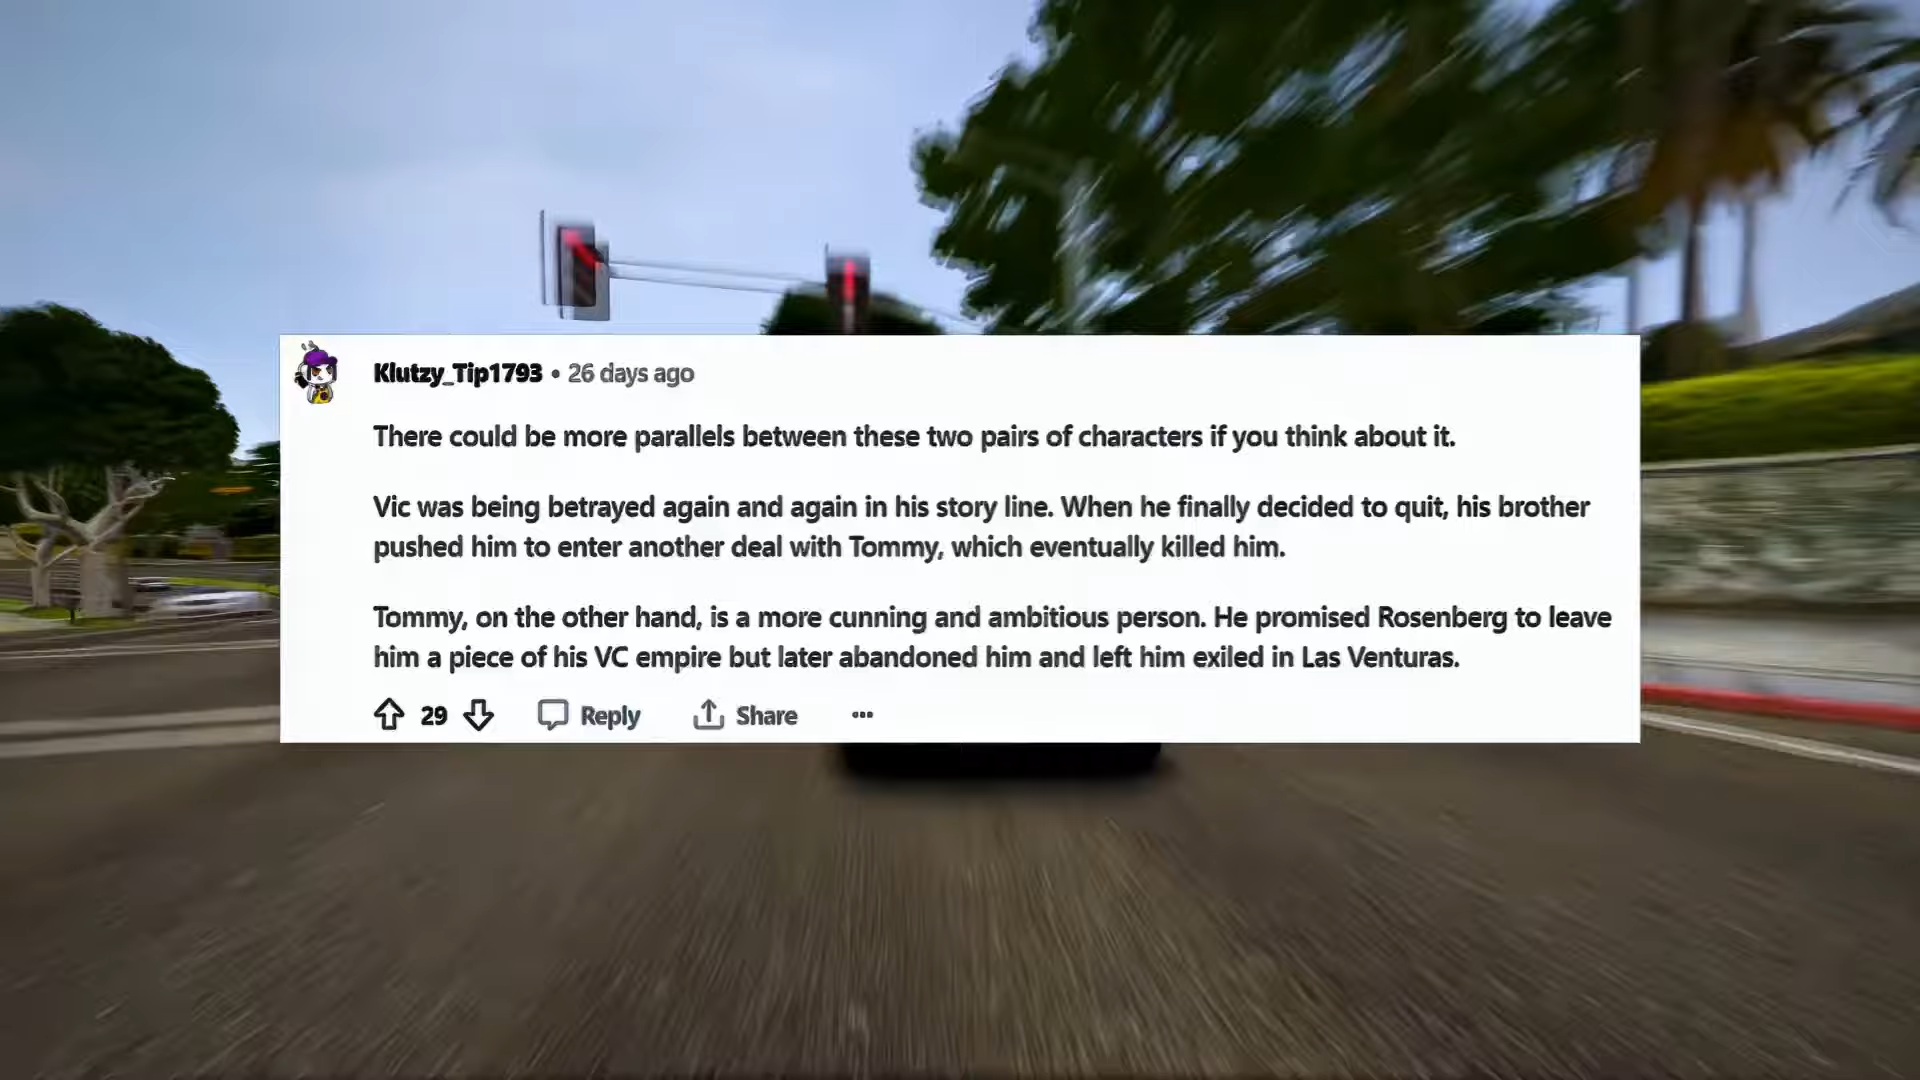 Klutzy_Tip1793 • 26 days ago
There could be more parallels between these two pairs of characters if you think about it.
Vic was being betrayed again and again in his story line. When he finally decided to quit, his brother
pushed him to enter another deal with Tommy, which eventually killed him.
Tommy, on the other hand, is a more cunning and ambitious person. He promised Rosenberg to leave
him a piece of his VC empire but later abandoned him and left him exiled in Las Venturas.
29 Reply Share ...